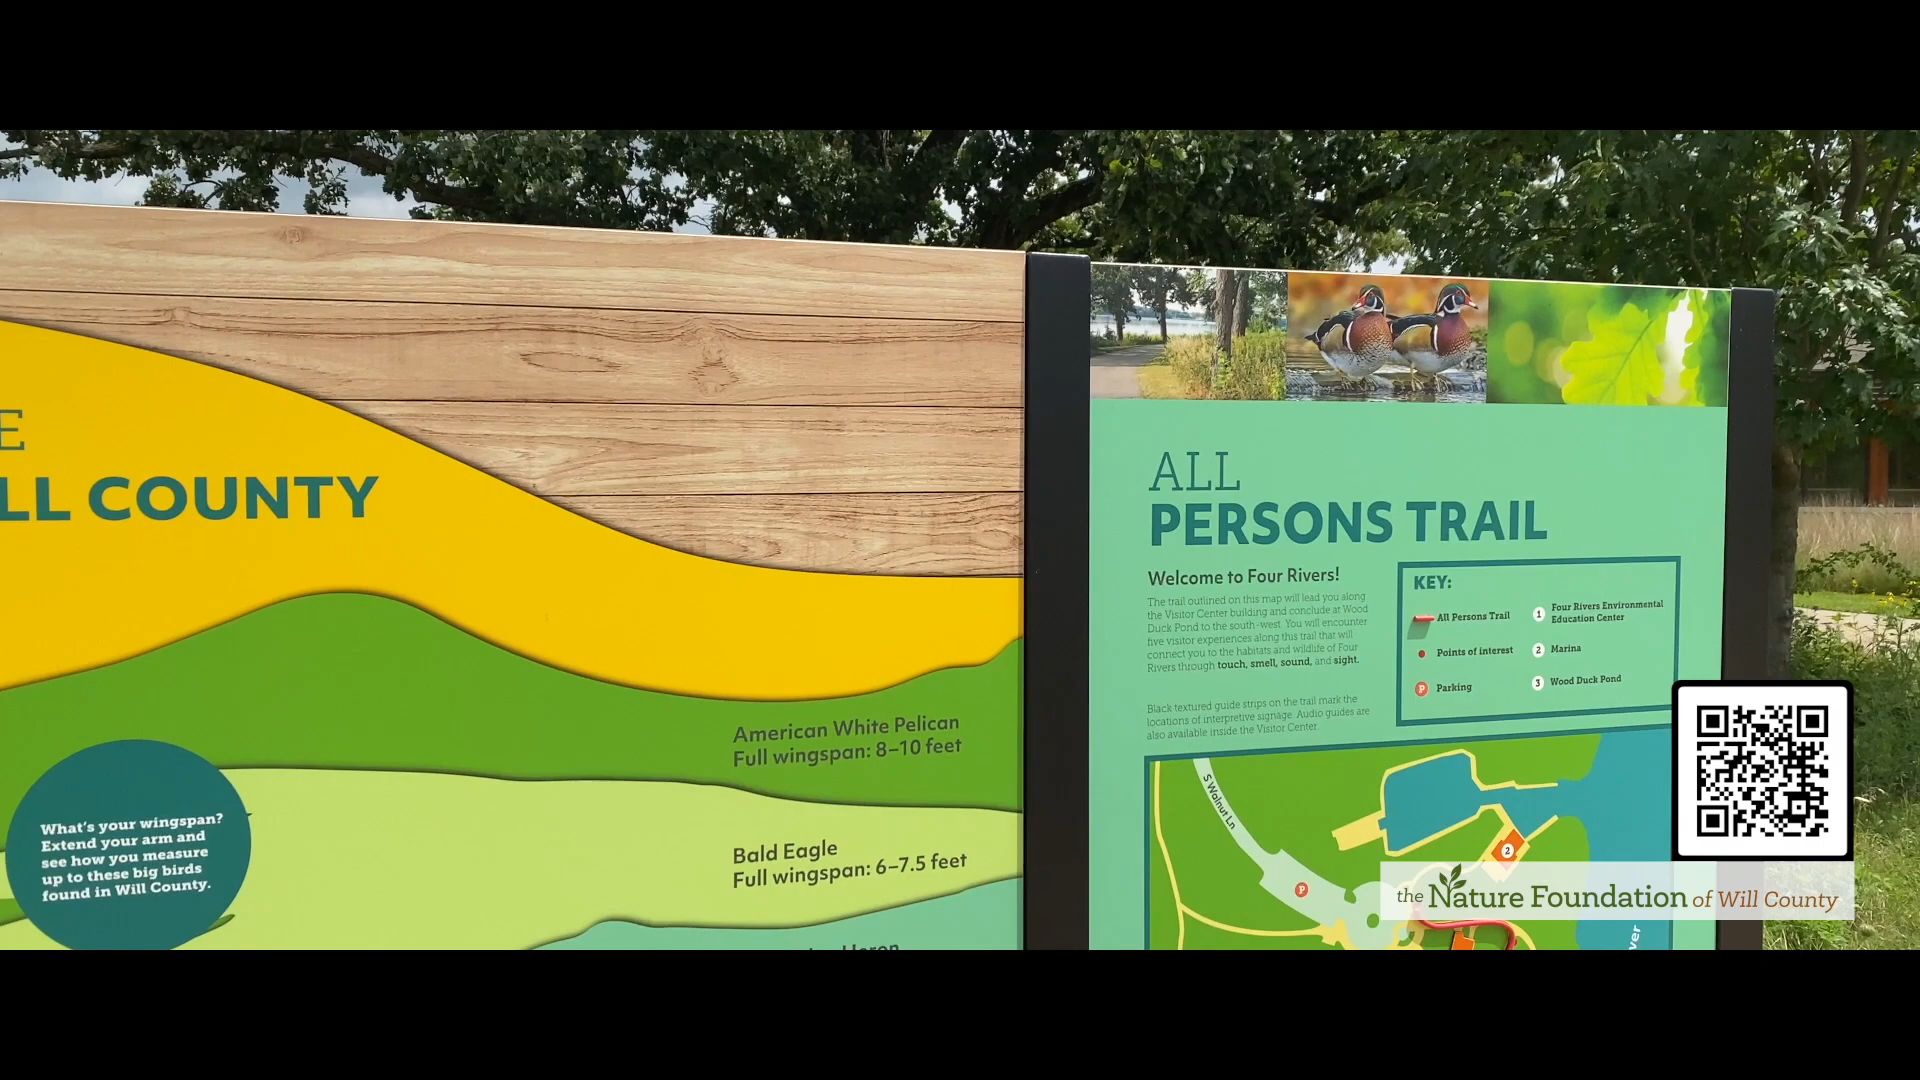 E
LL COUNTY
American White Pelican
Full wingspan: 8–10 feet
Bald Eagle
Full wingspan: 6–7.5 feet
Heron
What's your wingspan?
Extend your arm and
see how you measure
up to these big birds
found in Will County.
ALL
PERSONS TRAIL
Welcome to Four Rivers!
The trail outlined on this map will lead you along
the Visitor Center building and conclude at Wood
Duck Pond to the south-west. You will encounter
five visitor experiences along this trail that will
connect you to the habitats and wildlife of Four
Rivers through touch, smell, sound, and sight.
Black textured guide strips on the trail mark the
locations of interpretive signage. Audio guides are
also available inside the Visitor Center.
KEY:
All Persons Trail
Points of interest
P Parking
1 Four Rivers Environmental
Education Center
2 Marina
3 Wood Duck Pond
S Walnut Ln
P
2
ver
the Nature Foundation of Will County